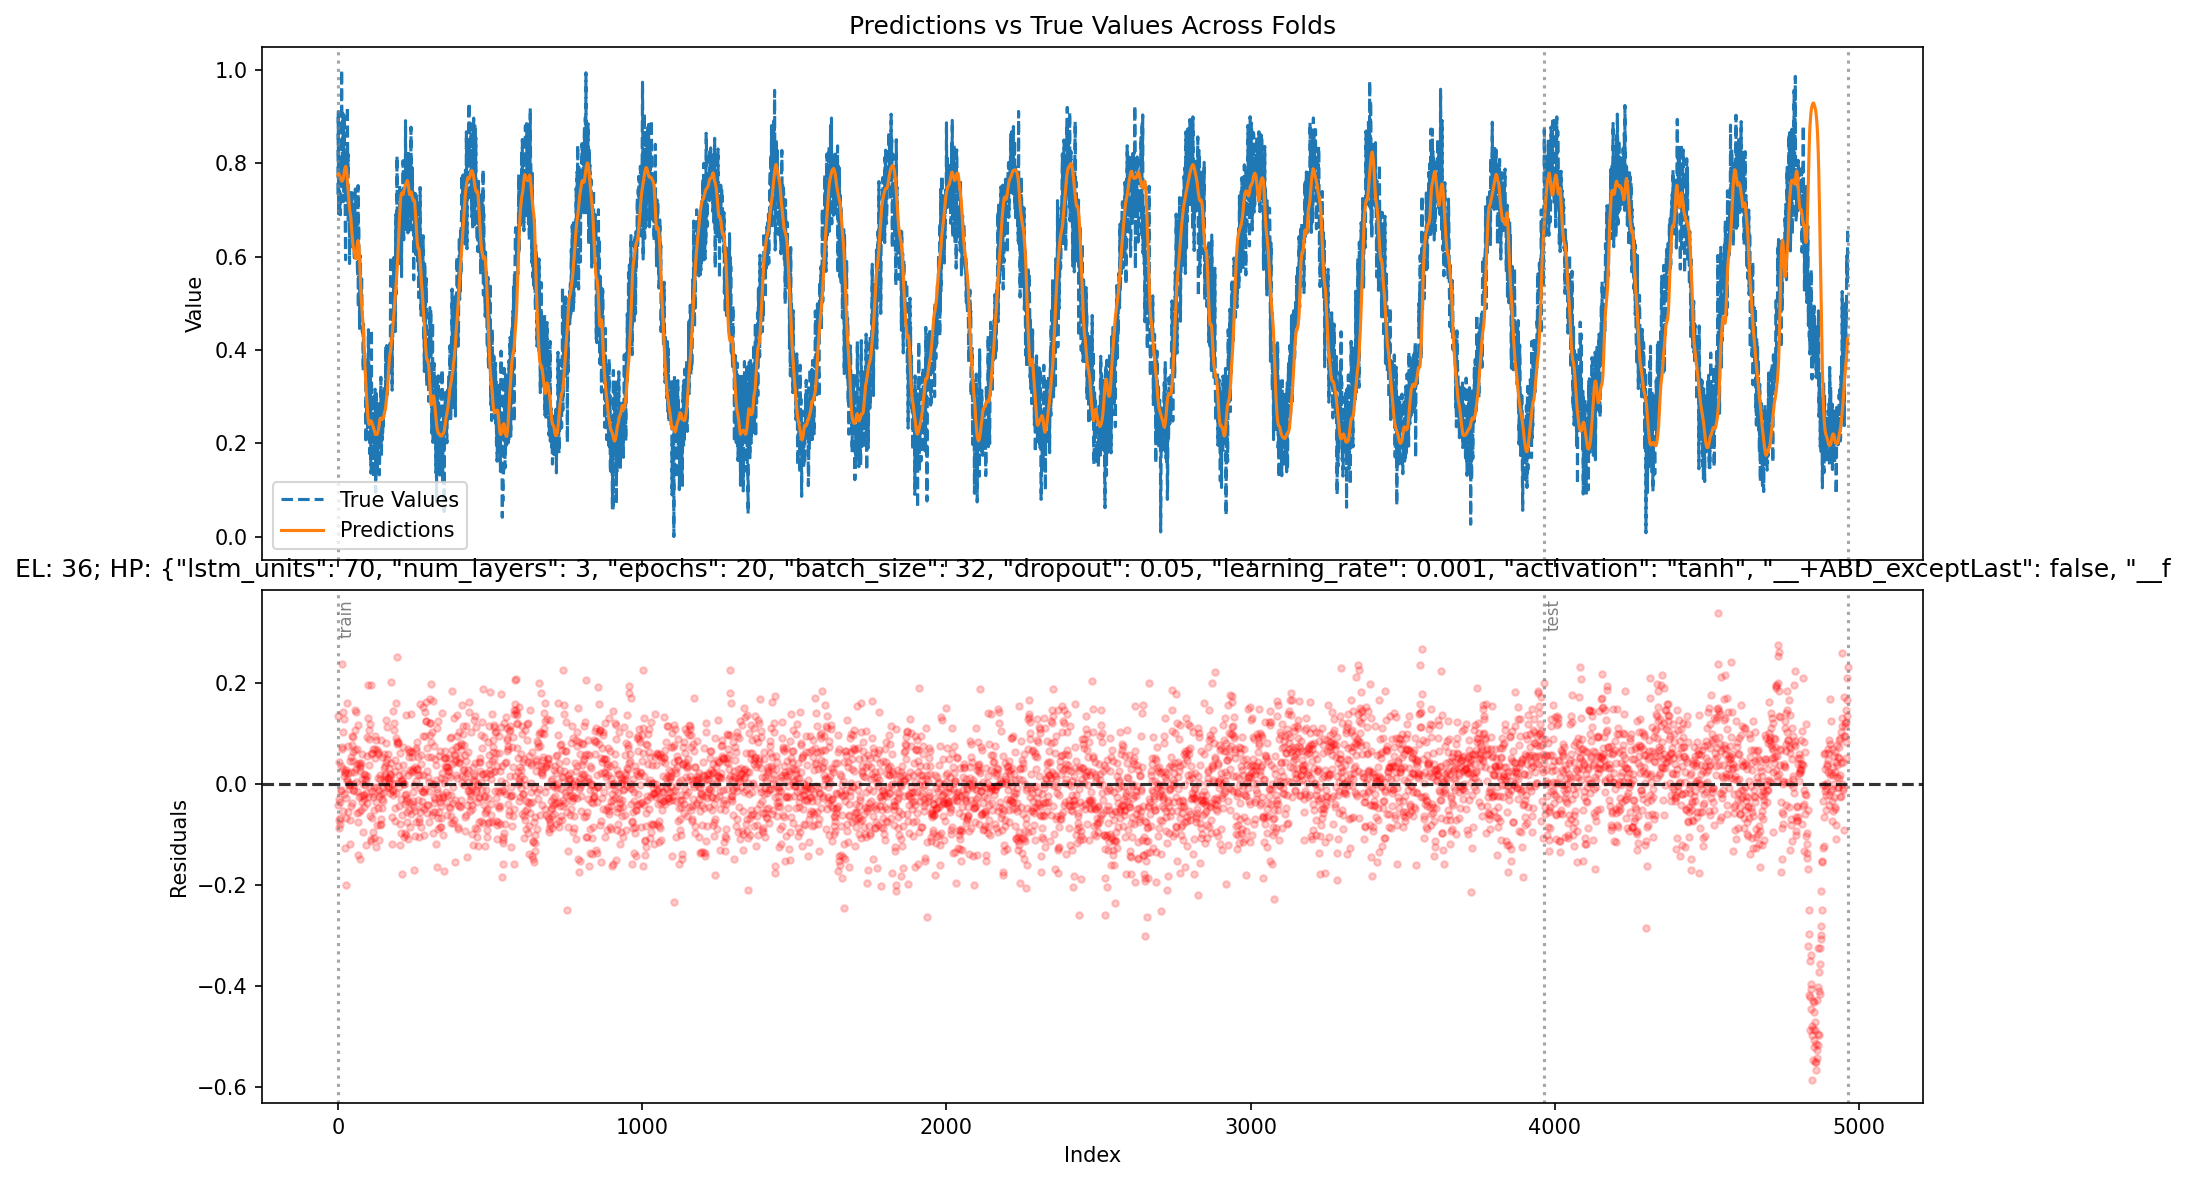 Predictions vs True Values Across Folds
1.0
0.8
0.6
0.4
0.2
0.0
Value
True Values
Predictions
EL: 36; HP: {"lstm_units": 70, "num_layers": 3, "epochs": 20, "batch_size": 32, "dropout": 0.05, "learning_rate": 0.001, "activation": "tanh", "__+ABD_exceptLast": false, "__f
train
test
0.2
0.0
−0.2
−0.4
−0.6
Residuals
0
1000
2000
3000
4000
5000
Index